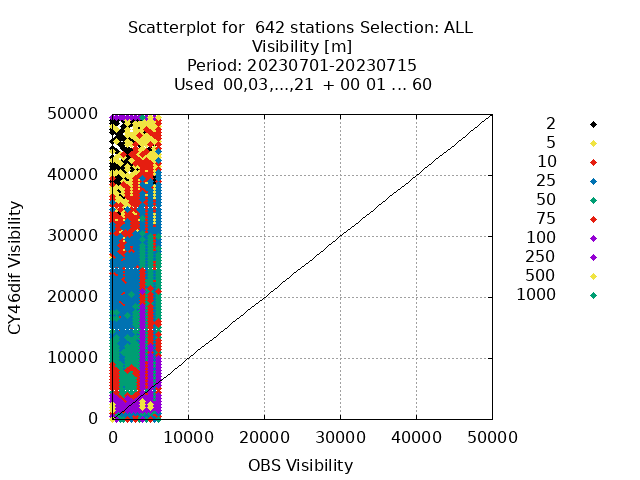 Scatterplot for  642 stations Selection: ALL
Visibility [m]
Period: 20230701-20230715
Used  00,03,...,21  + 00 01 ... 60
50000
40000
30000
20000
10000
0
CY46dif Visibility
0 10000 20000 30000 40000 50000
OBS Visibility
2
5
10
25
50
75
100
250
500
1000